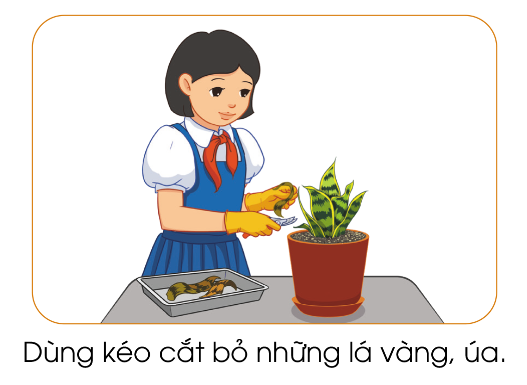 Dùng kéo cắt bỏ những lá vàng, úa.